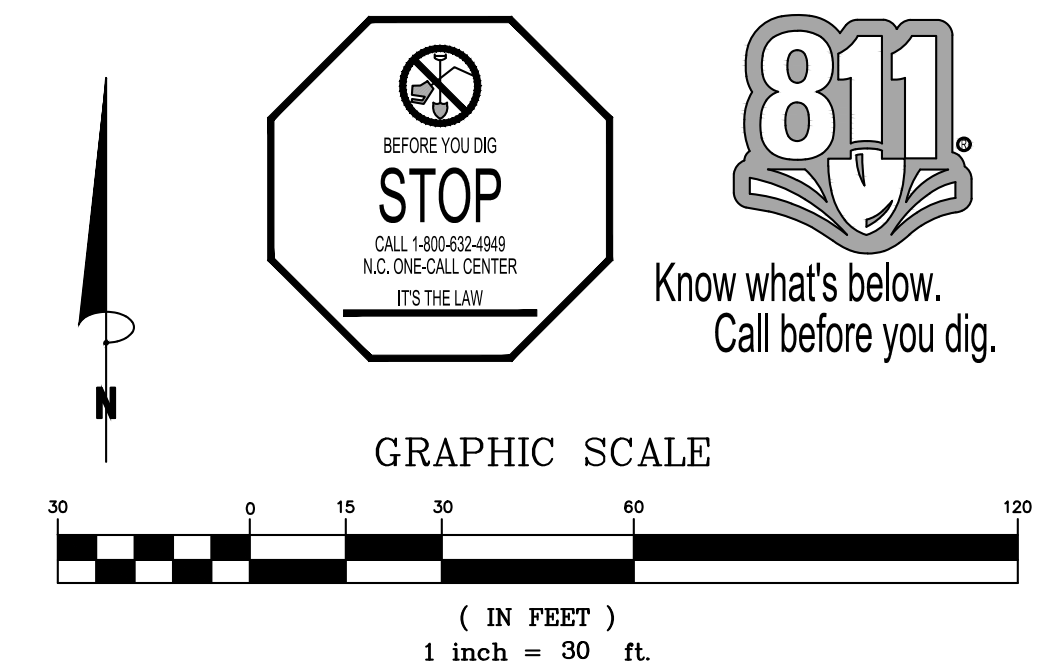 BEFORE YOU DIG
STOP
CALL 1-800-632-4949
N.C. ONE-CALL CENTER
IT'S THE LAW
811®
Know what's below.
Call before you dig.
N
GRAPHIC SCALE
30 0 15 30 60 120
( IN FEET )
1 inch = 30 ft.